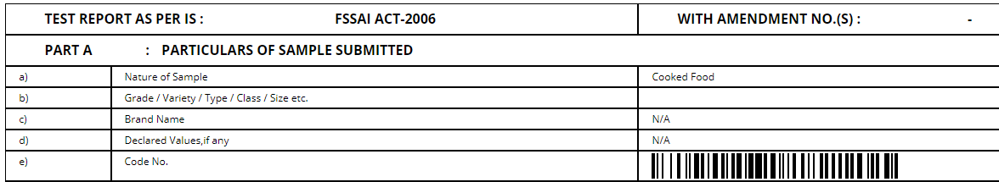 TEST REPORT AS PER IS : FSSAI ACT-2006 WITH AMENDMENT NO.(S) : -
PART A : PARTICULARS OF SAMPLE SUBMITTED
a) Nature of Sample Cooked Food
b) Grade / Variety / Type / Class / Size etc.
c) Brand Name N/A
d) Declared Values,if any N/A
e) Code No.